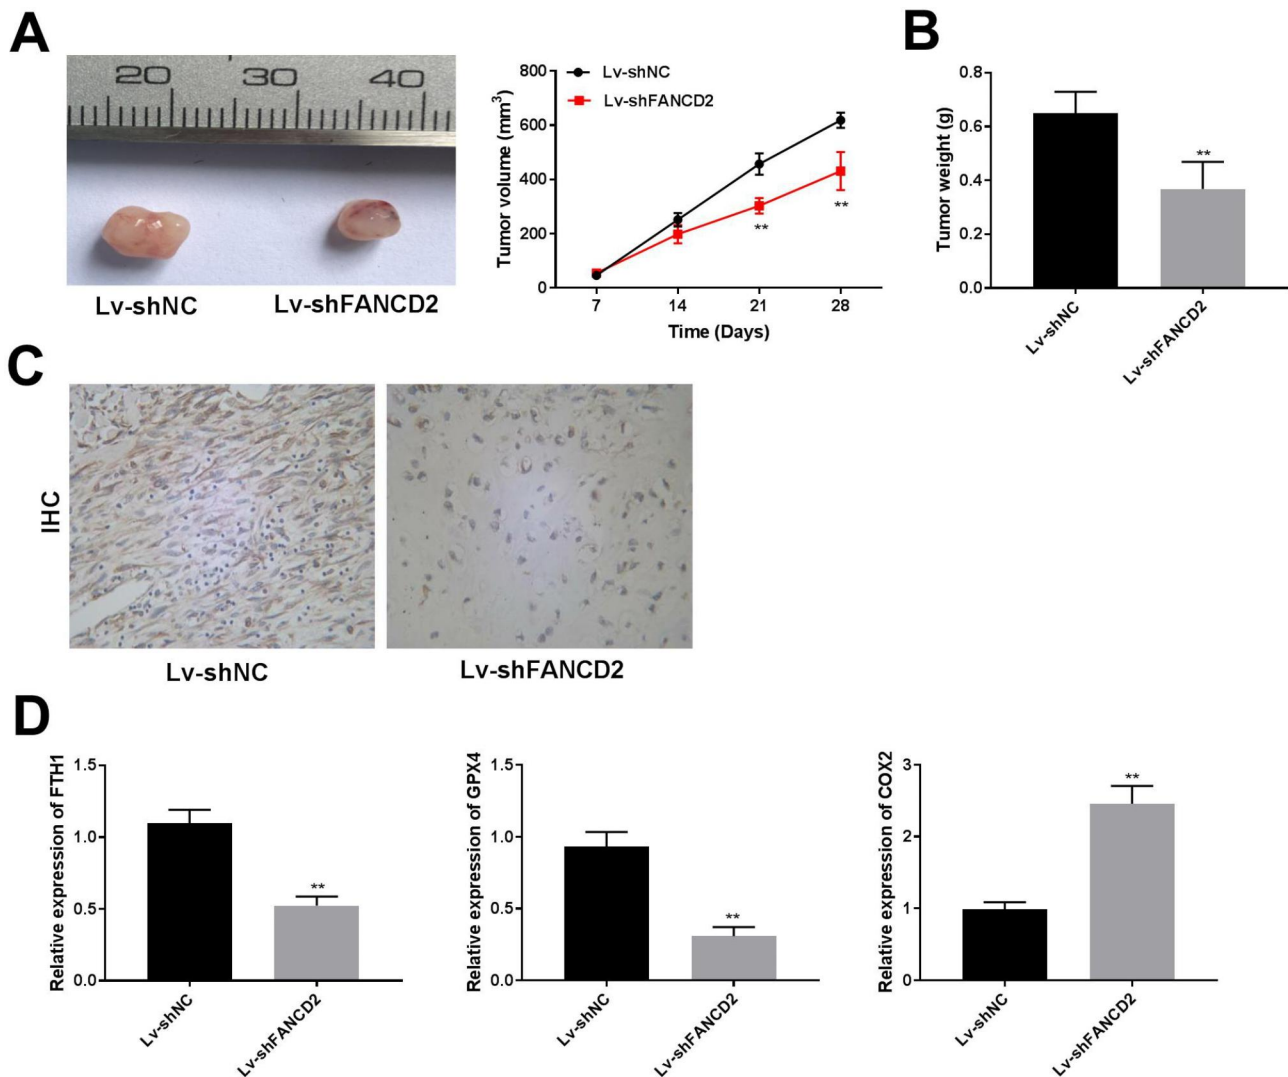 A
20 30 40
Lv-shNC Lv-shFANCD2
Tumor volume (mm3)
800
600
400
200
0
Lv-shNC
Lv-shFANCD2
**
**
7 14 21 28
Time (Days)
B
Tumor weight (g)
0.8
0.6
0.4
0.2
0.0
**
Lv-shNC
Lv-shFANCD2
C
IHC
Lv-shNC Lv-shFANCD2
D
Relative expression of FTH1
1.5
1.0
0.5
0.0
**
Lv-shNC
Lv-shFANCD2
Relative expression of GPX4
1.5
1.0
0.5
0.0
**
Lv-shNC
Lv-shFANCD2
Relative expression of COX2
3
2
1
0
**
Lv-shNC
Lv-shFANCD2